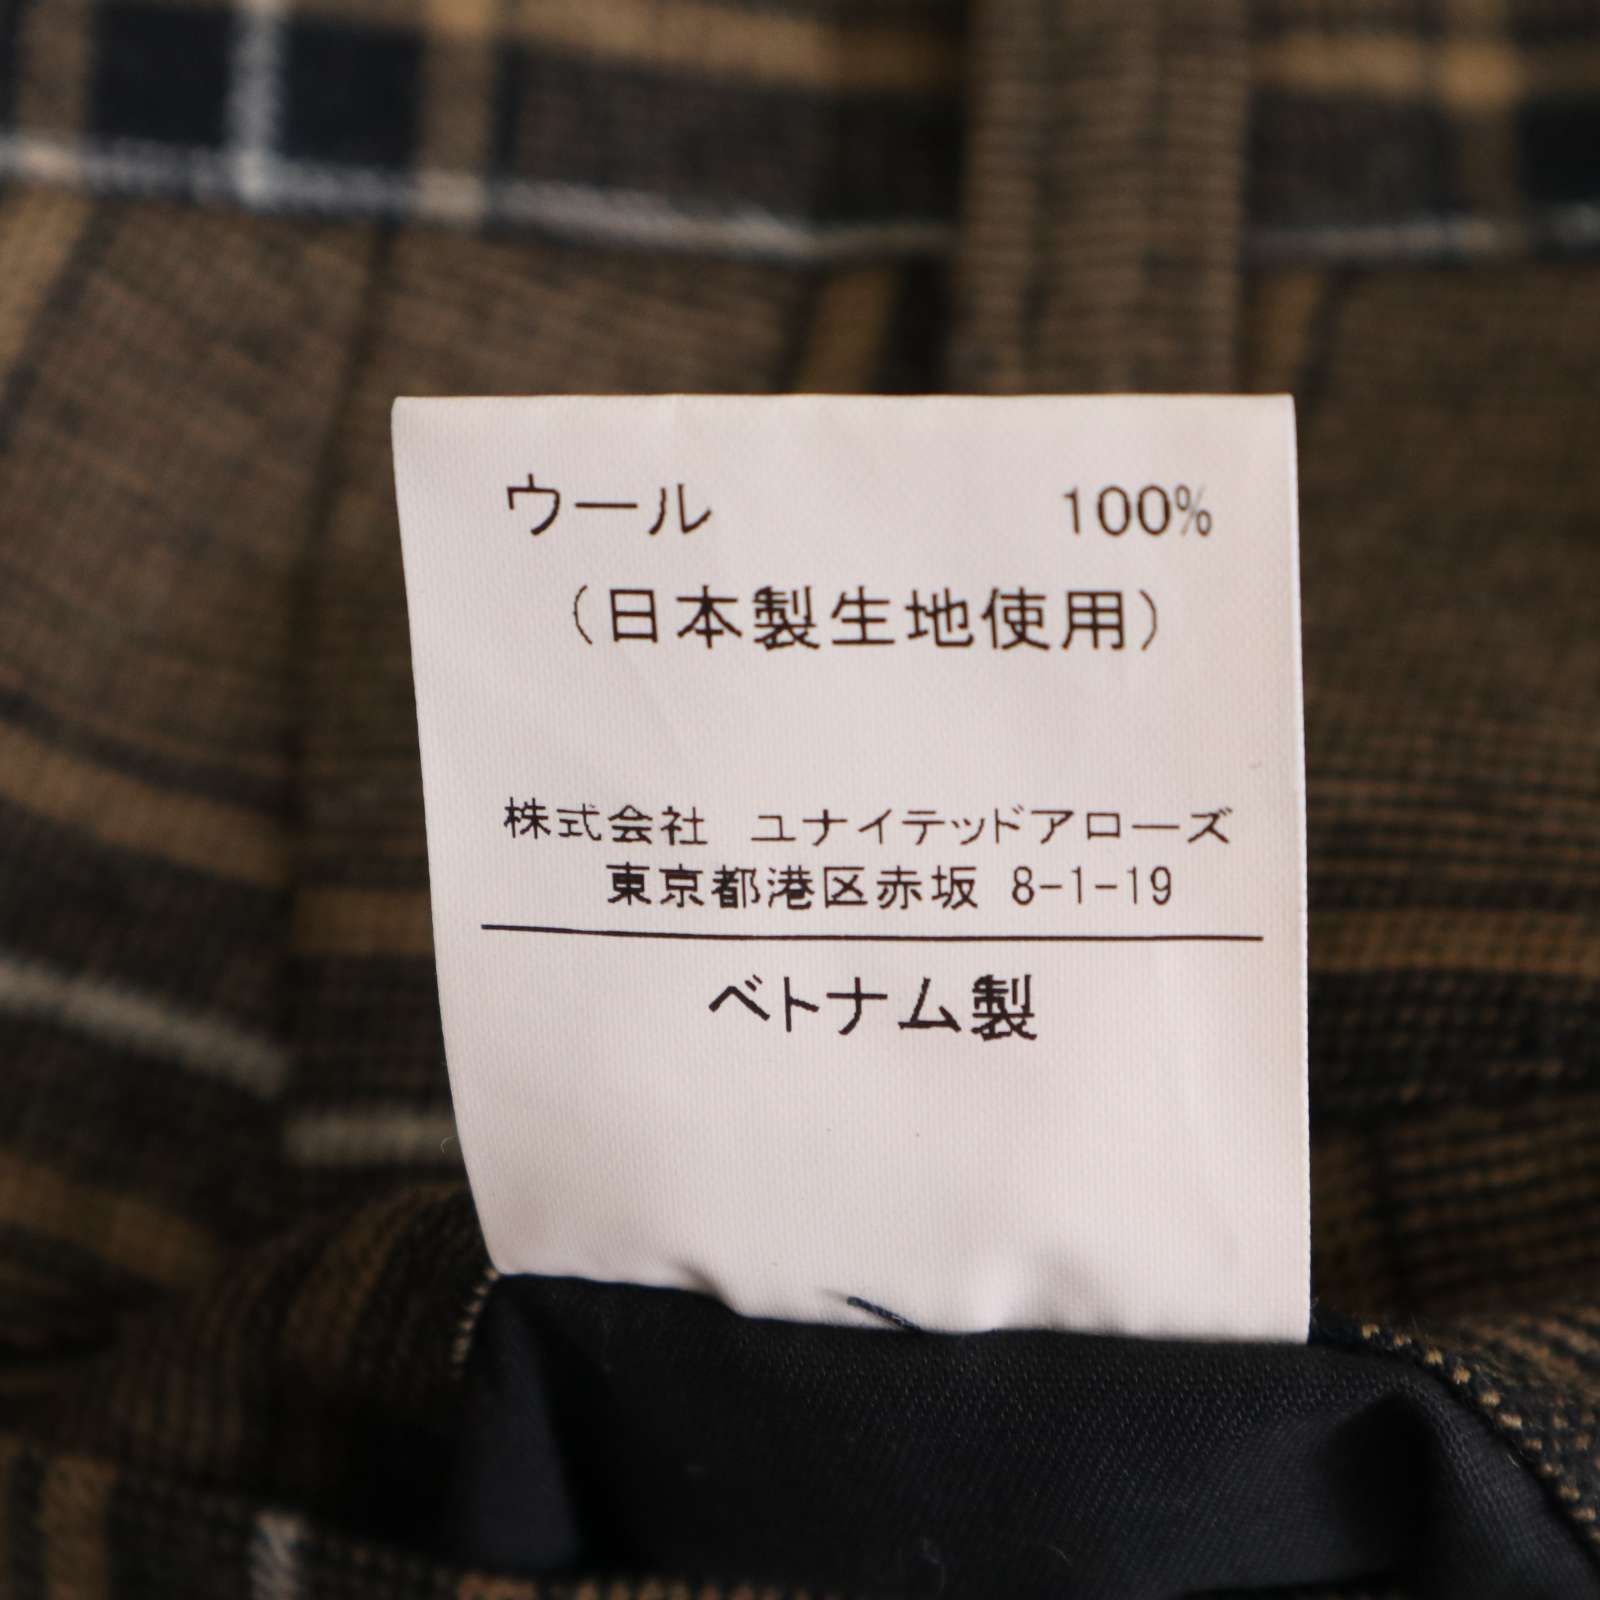 ウール 100%
(日本製生地使用)
株式会社 ユナイテッドアローズ
東京都港区赤坂 8-1-19
ベトナム製